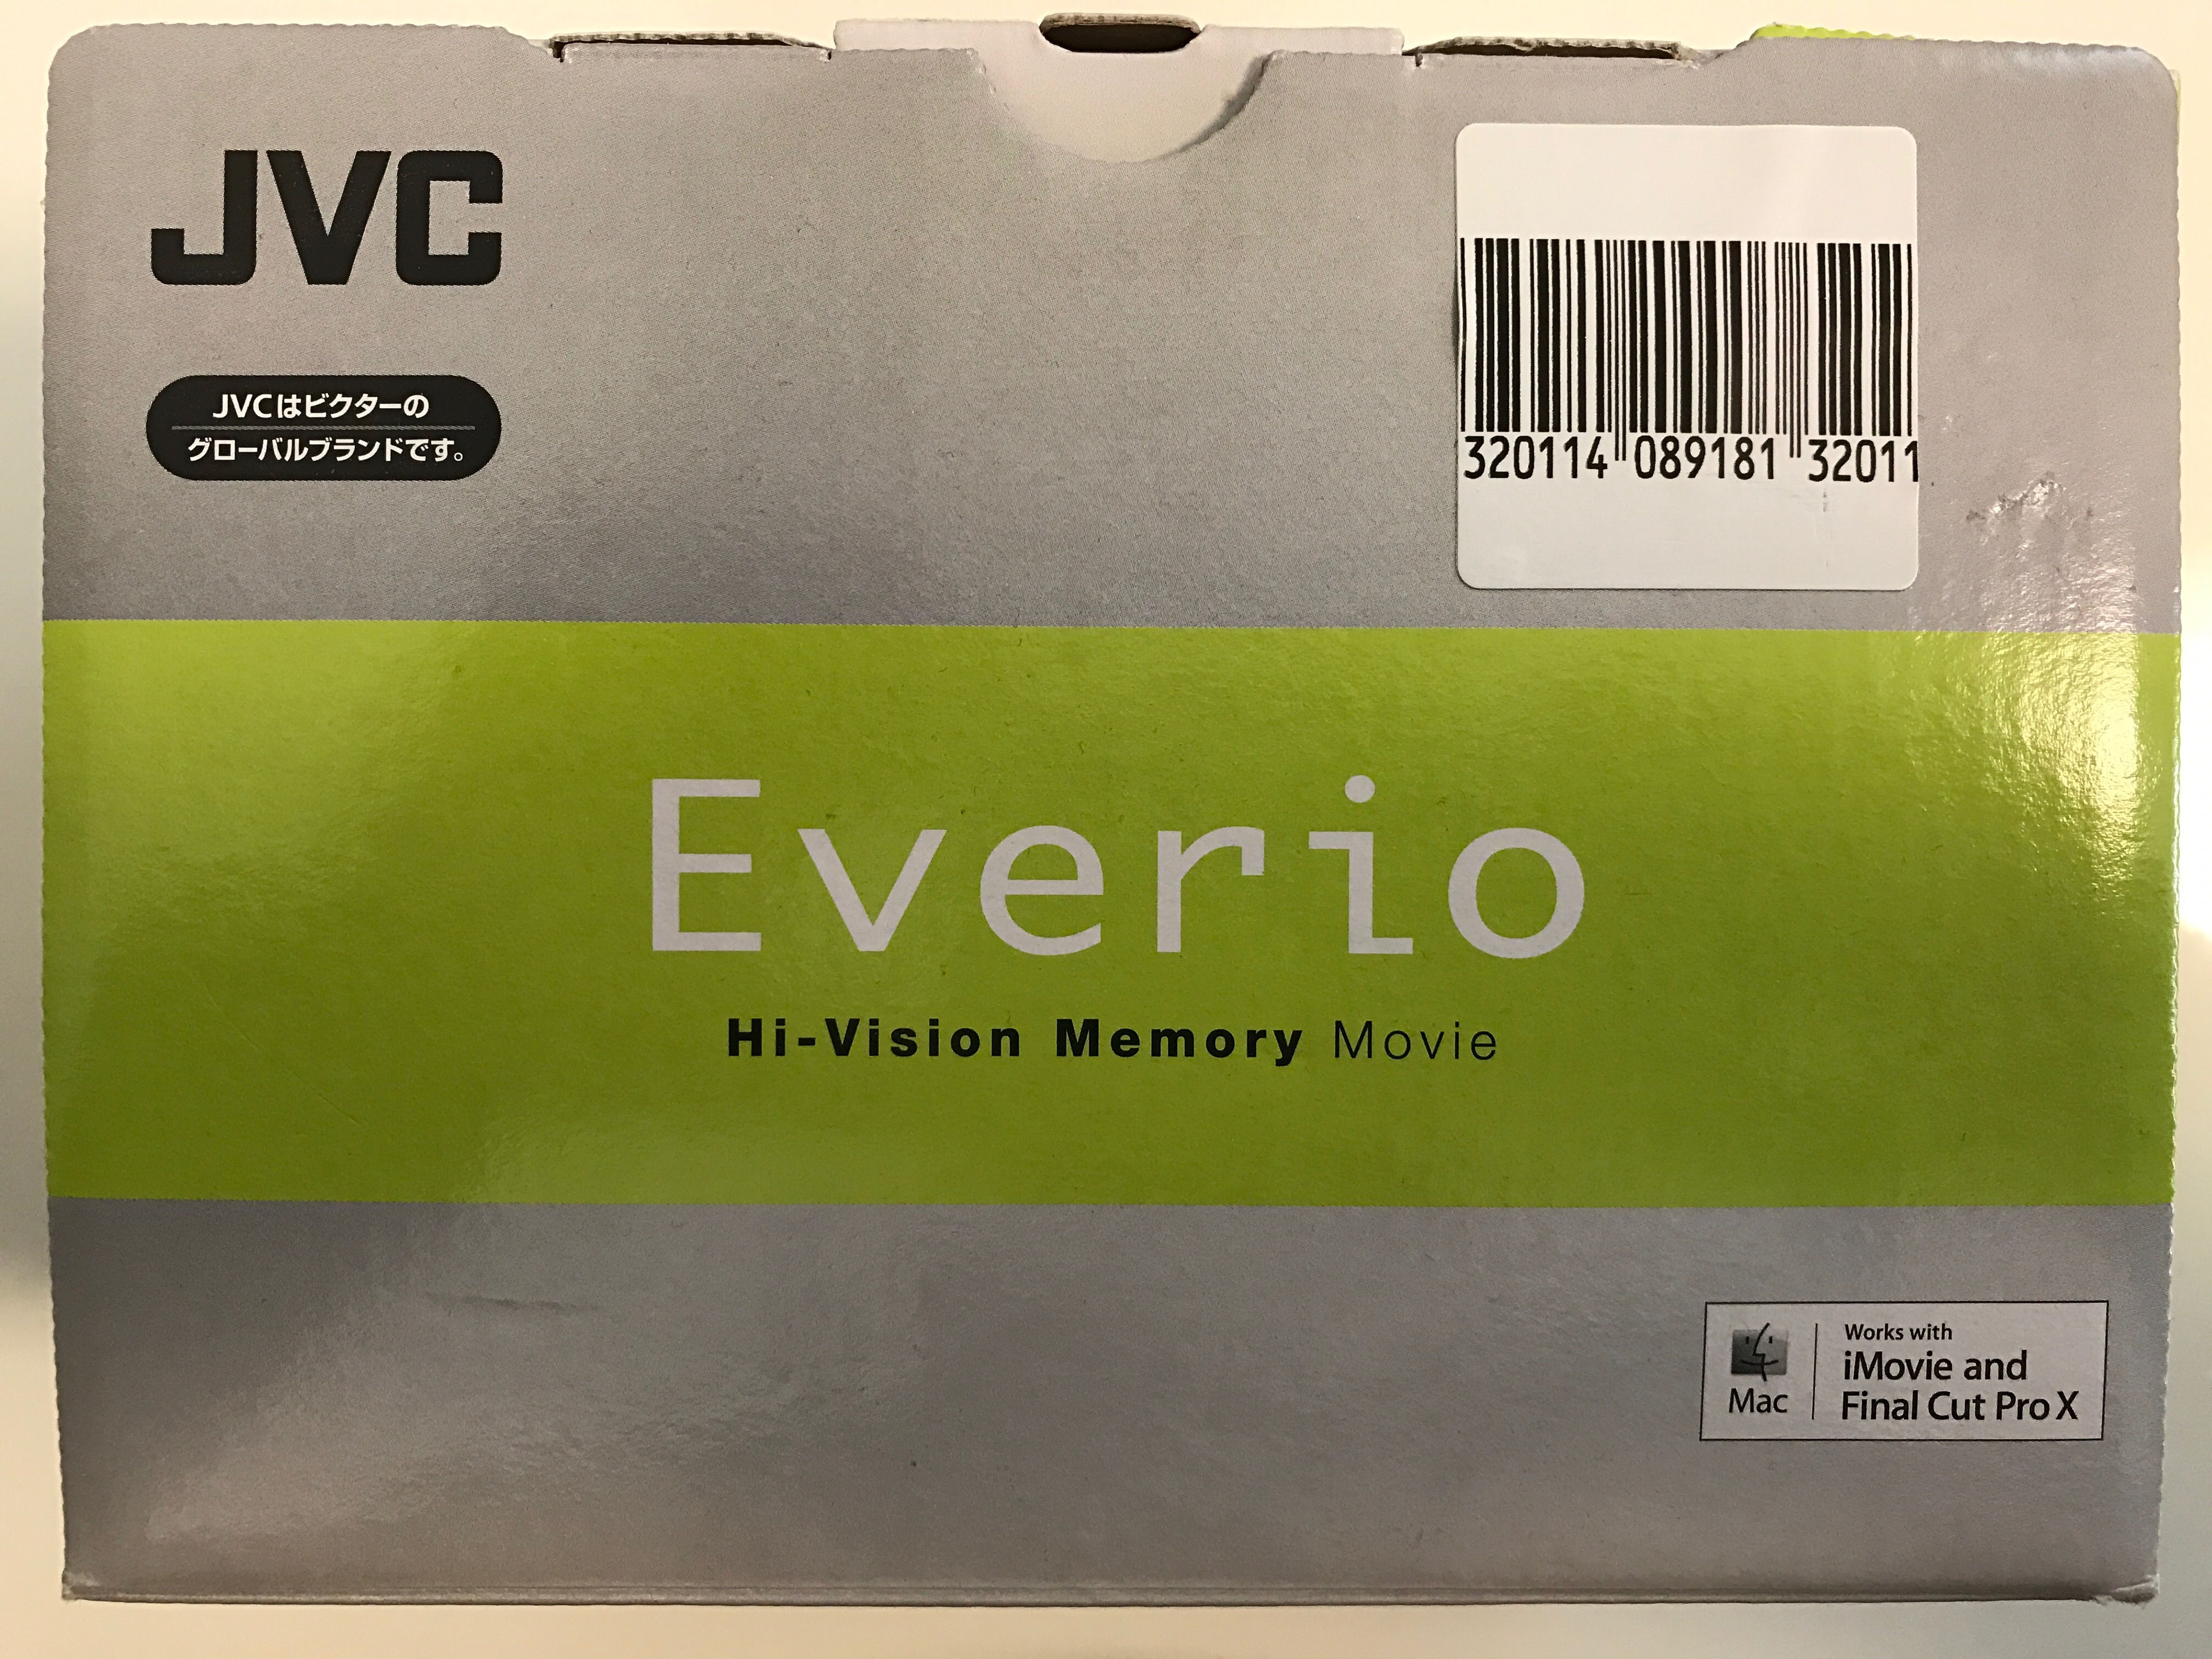 JVC
JVCはビクターの
グローバルブランドです。
320114 089181 32011
Everio
Hi-Vision Memory Movie
Mac
Works with
iMovie and
Final Cut Pro X